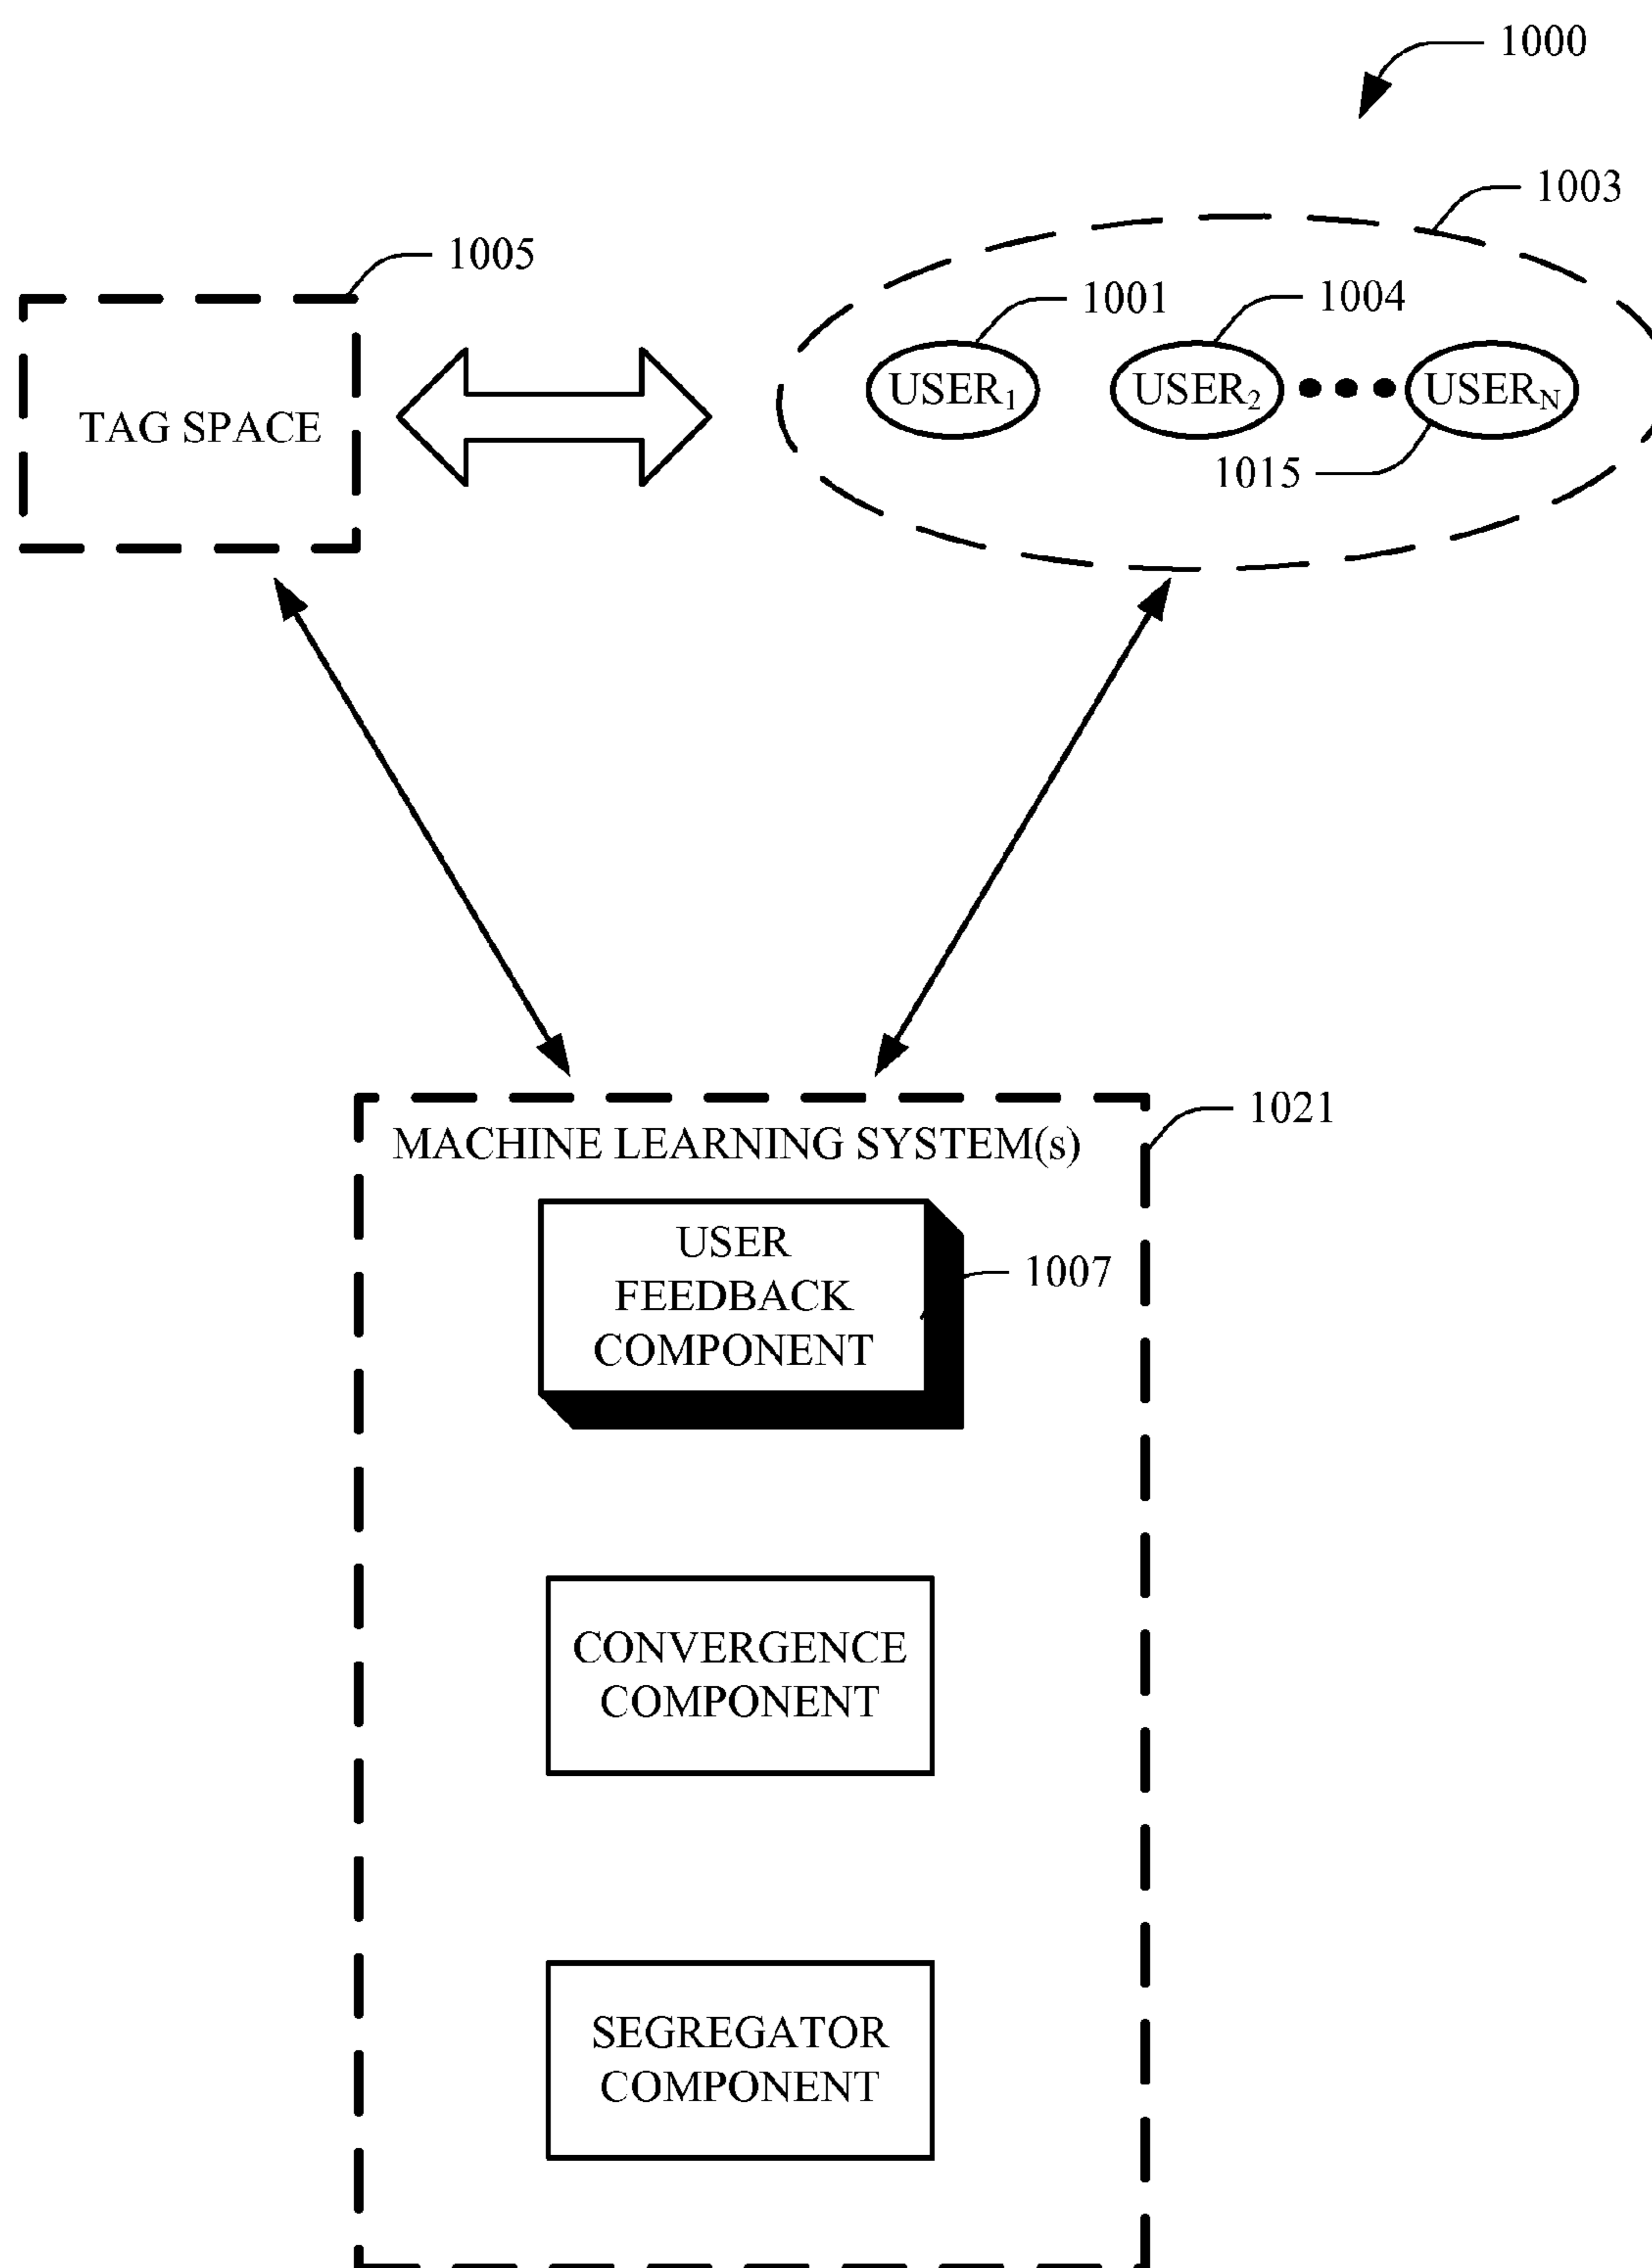 1000
1003
1005
1001
1004
USER₁
USER₂
USERN
TAG SPACE
1015
1021
MACHINE LEARNING SYSTEM(s)
USER
FEEDBACK
COMPONENT
1007
CONVERGENCE
COMPONENT
SEGREGATOR
COMPONENT